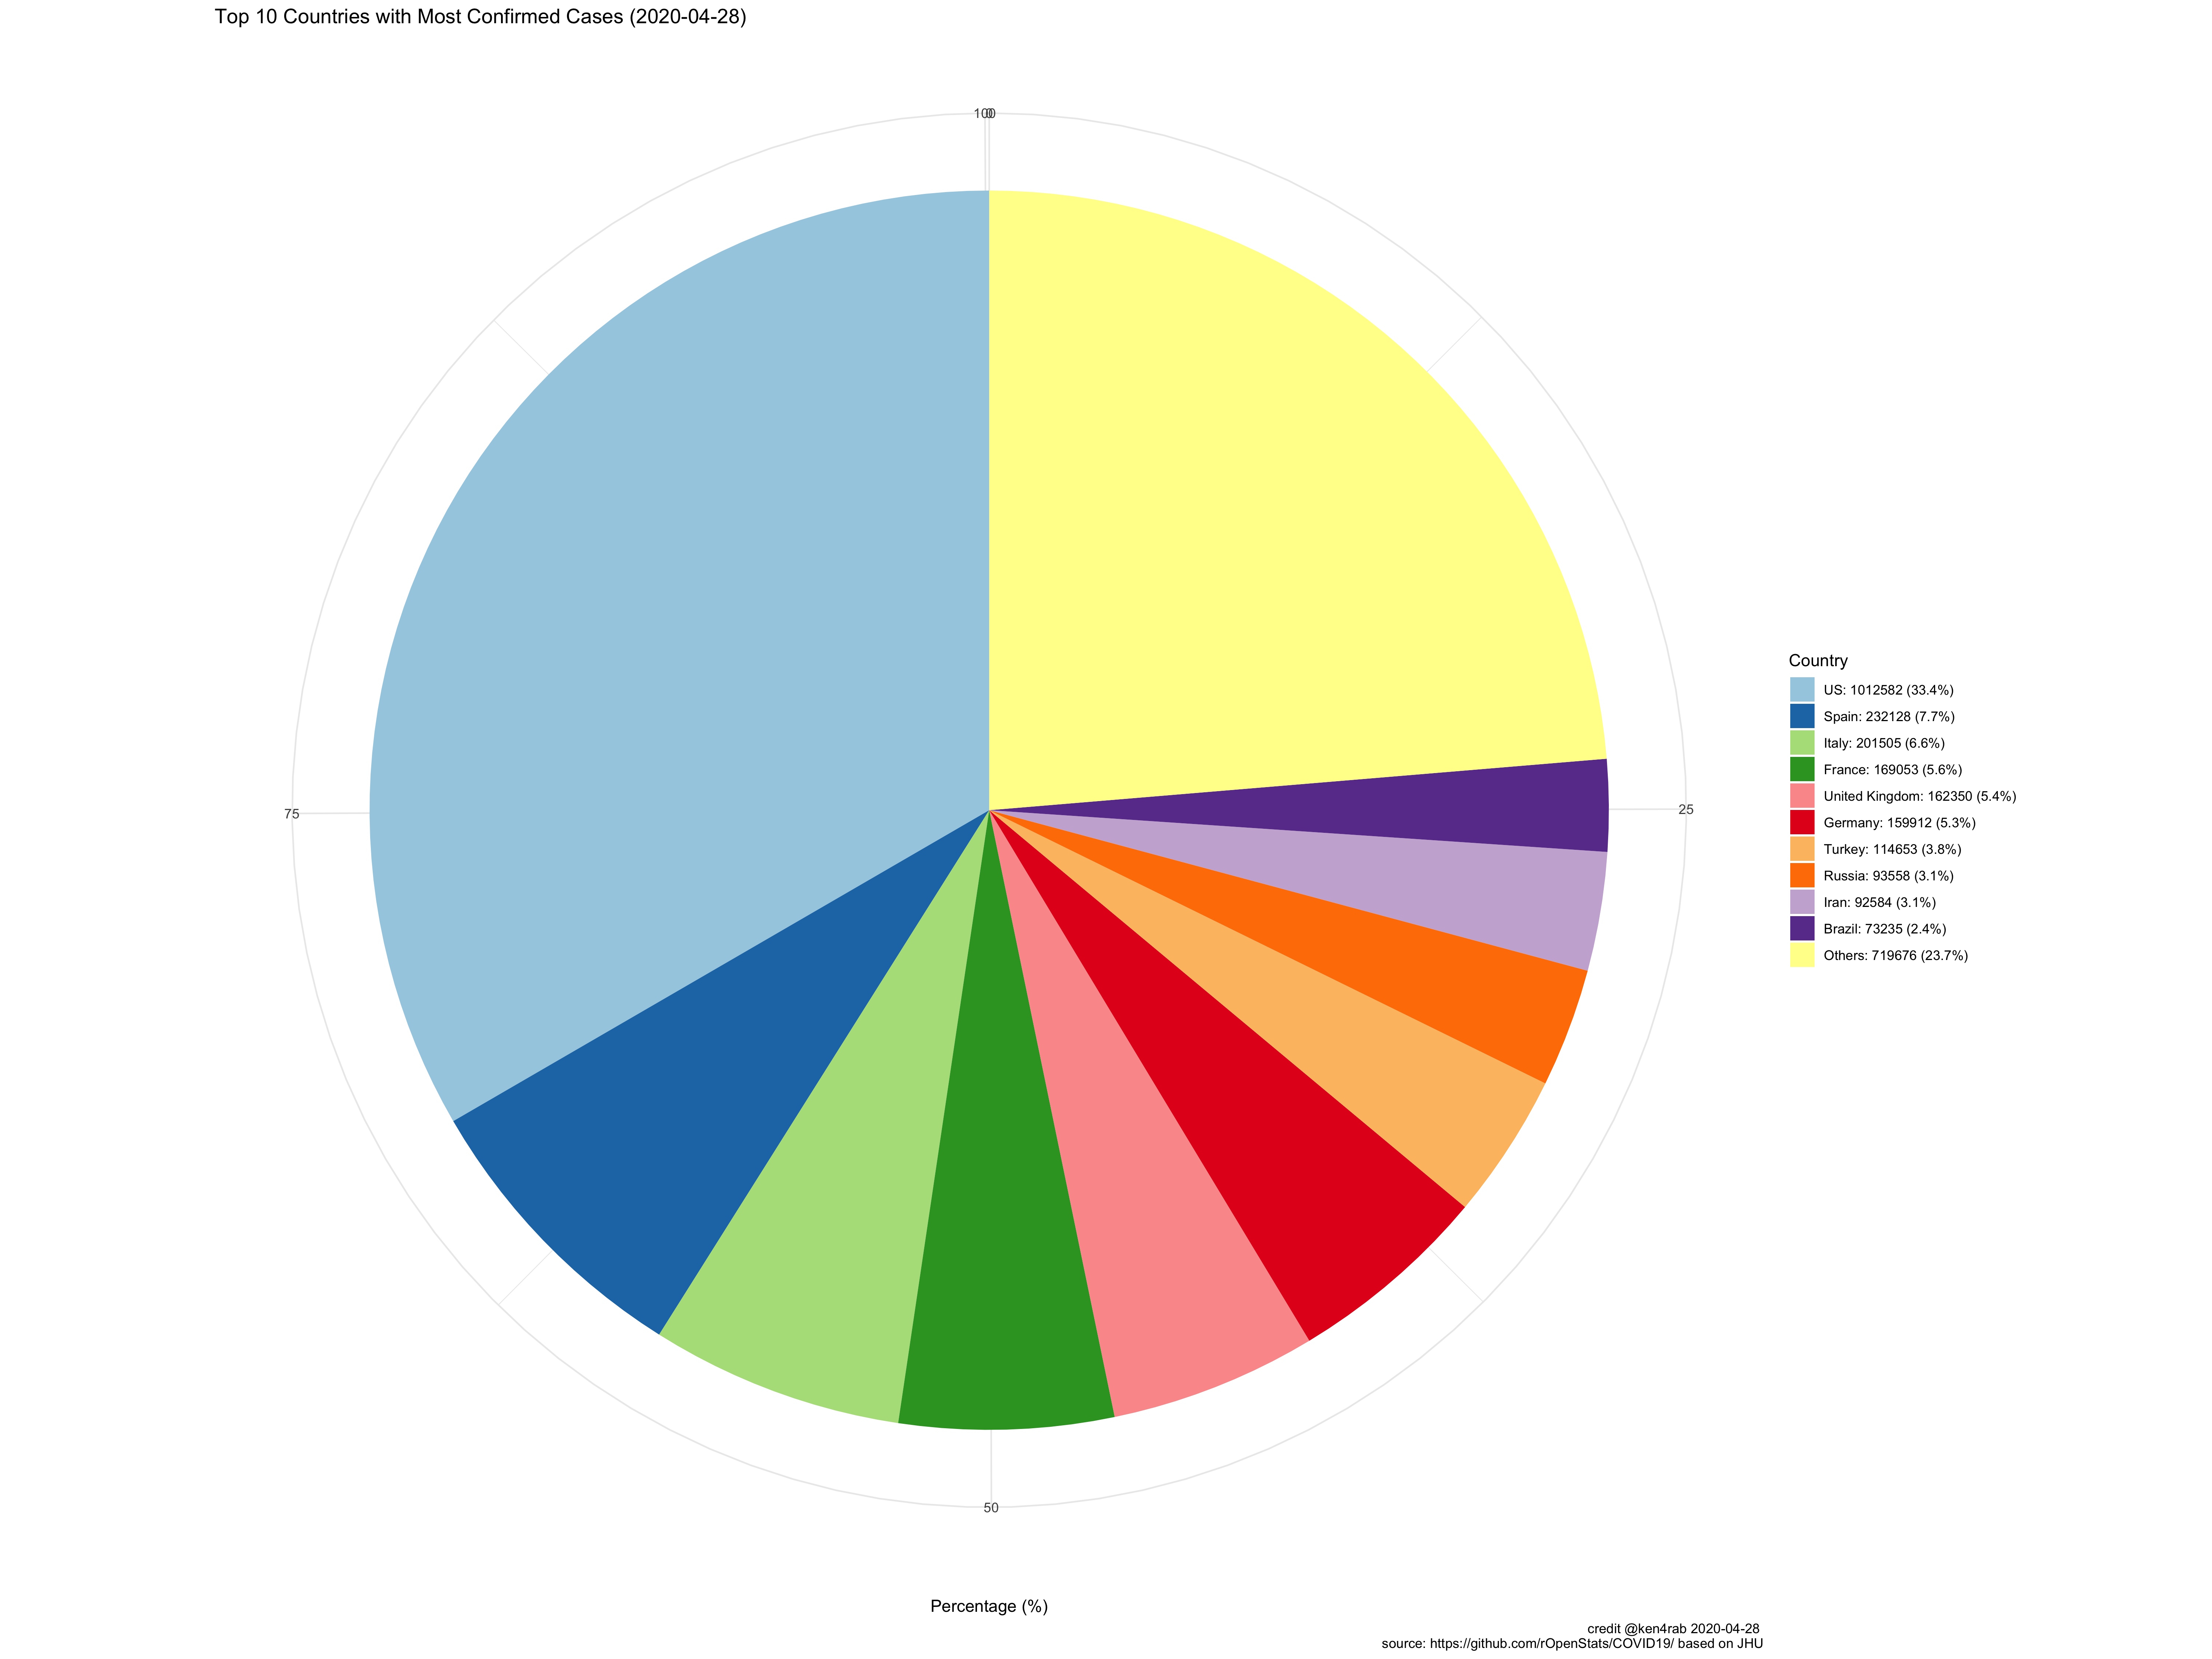 Top 10 Countries with Most Confirmed Cases (2020-04-28)
100
0
75
25
50
Percentage (%)
Country
US: 1012582 (33.4%)
Spain: 232128 (7.7%)
Italy: 201505 (6.6%)
France: 169053 (5.6%)
United Kingdom: 162350 (5.4%)
Germany: 159912 (5.3%)
Turkey: 114653 (3.8%)
Russia: 93558 (3.1%)
Iran: 92584 (3.1%)
Brazil: 73235 (2.4%)
Others: 719676 (23.7%)
credit @ken4rab 2020-04-28
source: https://github.com/rOpenStats/COVID19/ based on JHU